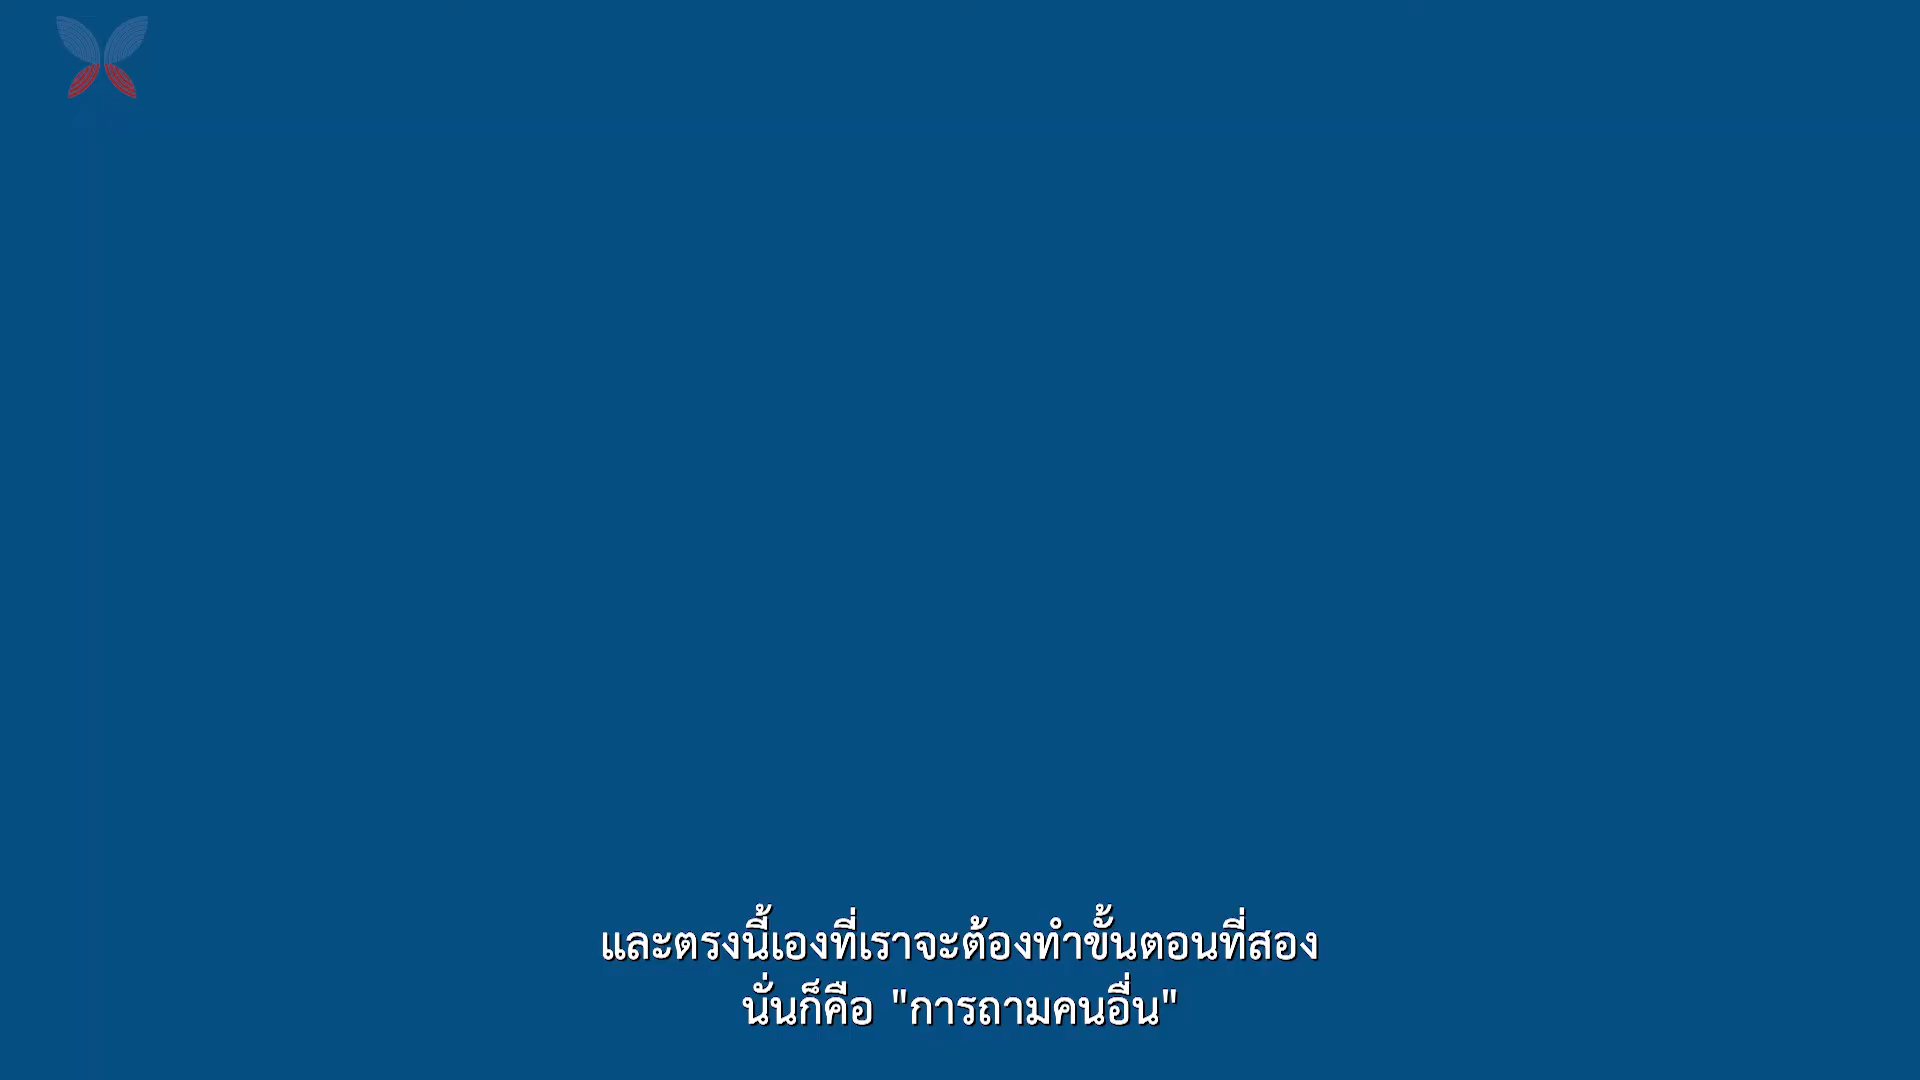 และตรงนี้เองที่เราจะต้องทำขั้นตอนที่สอง
นั่นก็คือ "การถามคนอื่น"